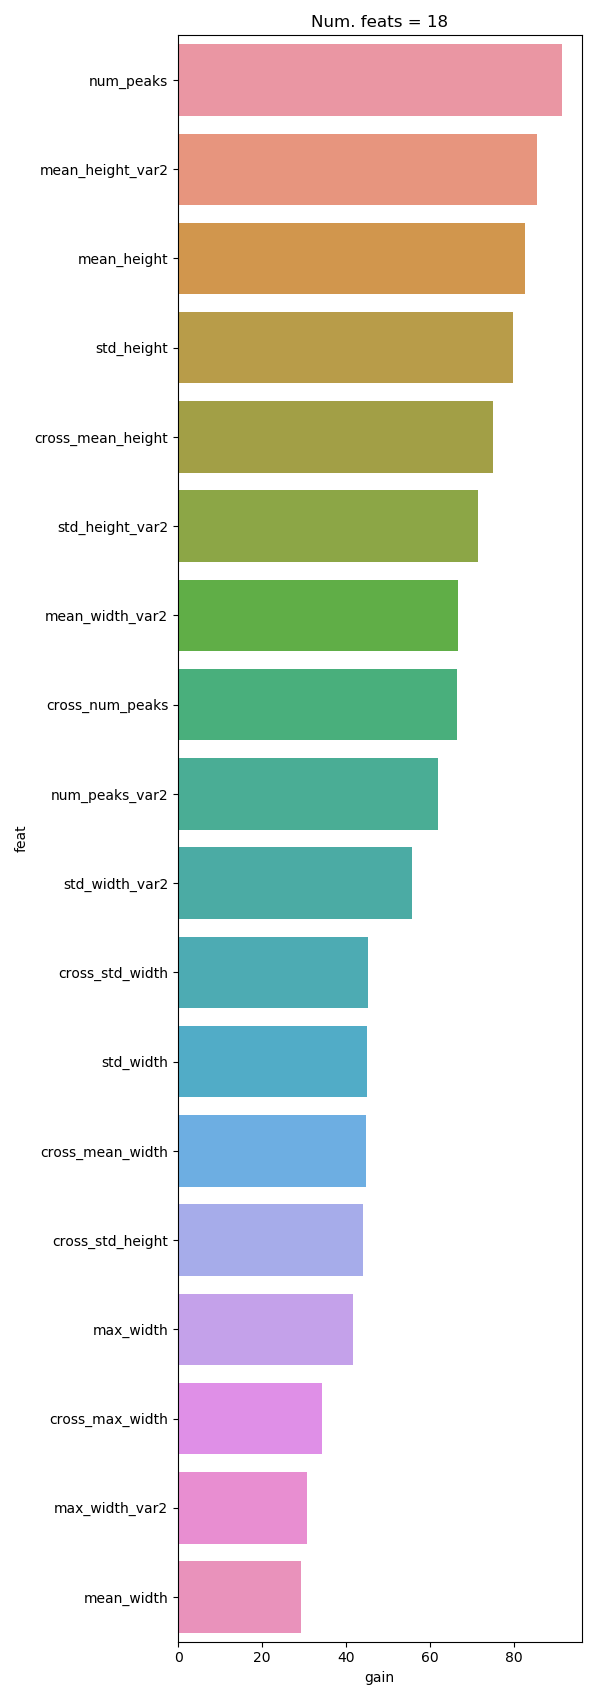 Num. feats = 18
num_peaks
mean_height_var2
mean_height
std_height
cross_mean_height
std_height_var2
mean_width_var2
cross_num_peaks
num_peaks_var2
feat
std_width_var2
cross_std_width
std_width
cross_mean_width
cross_std_height
max_width
cross_max_width
max_width_var2
mean_width
0 20 40 60 80
gain